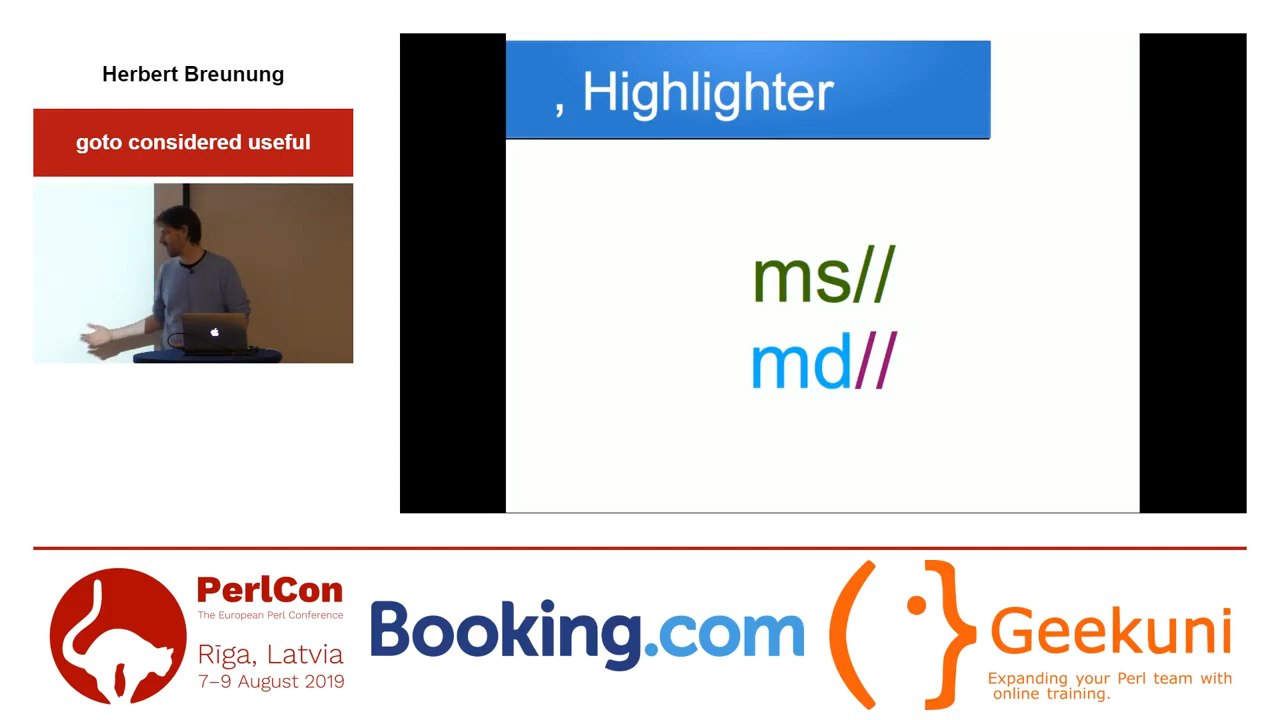 Herbert Breunung
goto considered useful
, Highlighter
ms//
md//
PerlCon
The European Perl Conference
Rīga, Latvia
7–9 August 2019
Booking.com
Geekuni
Expanding your Perl team with
online training.